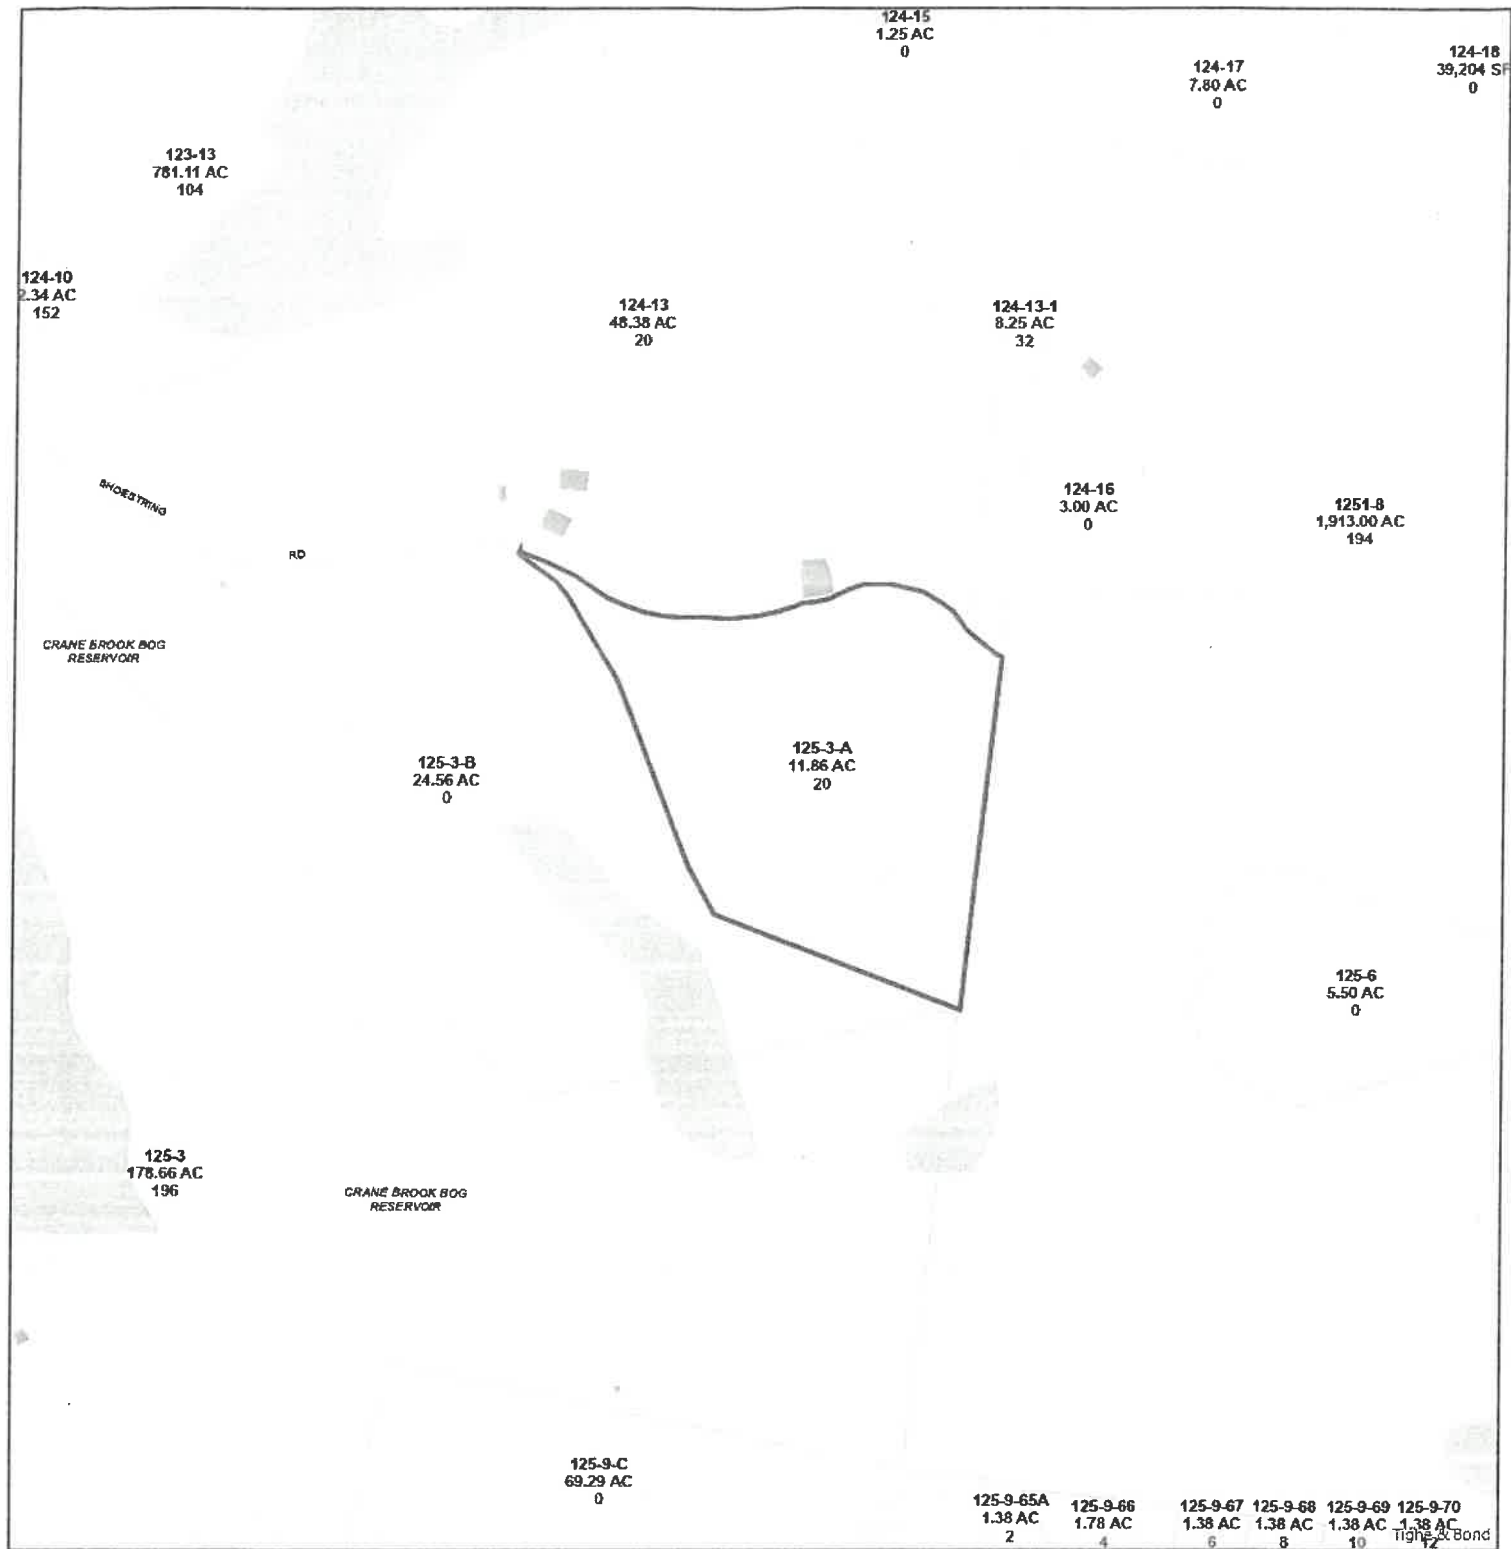 124-15
1.25 AC
0
124-18
39,204 SF
0
124-17
7.80 AC
0
123-13
781.11 AC
104
124-10
2.34 AC
152
124-13
48.38 AC
20
124-13-1
8.25 AC
32
SHOESTRING
RD
124-16
3.00 AC
0
1251-8
1,913.00 AC
194
CRANE BROOK BOG
RESERVOIR
125-3-B
24.56 AC
0
125-3-A
11.86 AC
20
125-6
5.50 AC
0
125-3
178.66 AC
196
CRANE BROOK BOG
RESERVOIR
125-9-C
69.29 AC
0
125-9-65A
1.38 AC
2
125-9-66
1.78 AC
4
125-9-67
1.38 AC
6
125-9-68
1.38 AC
8
125-9-69
1.38 AC
10
125-9-70
1.38 AC
12
Tighe & Bond